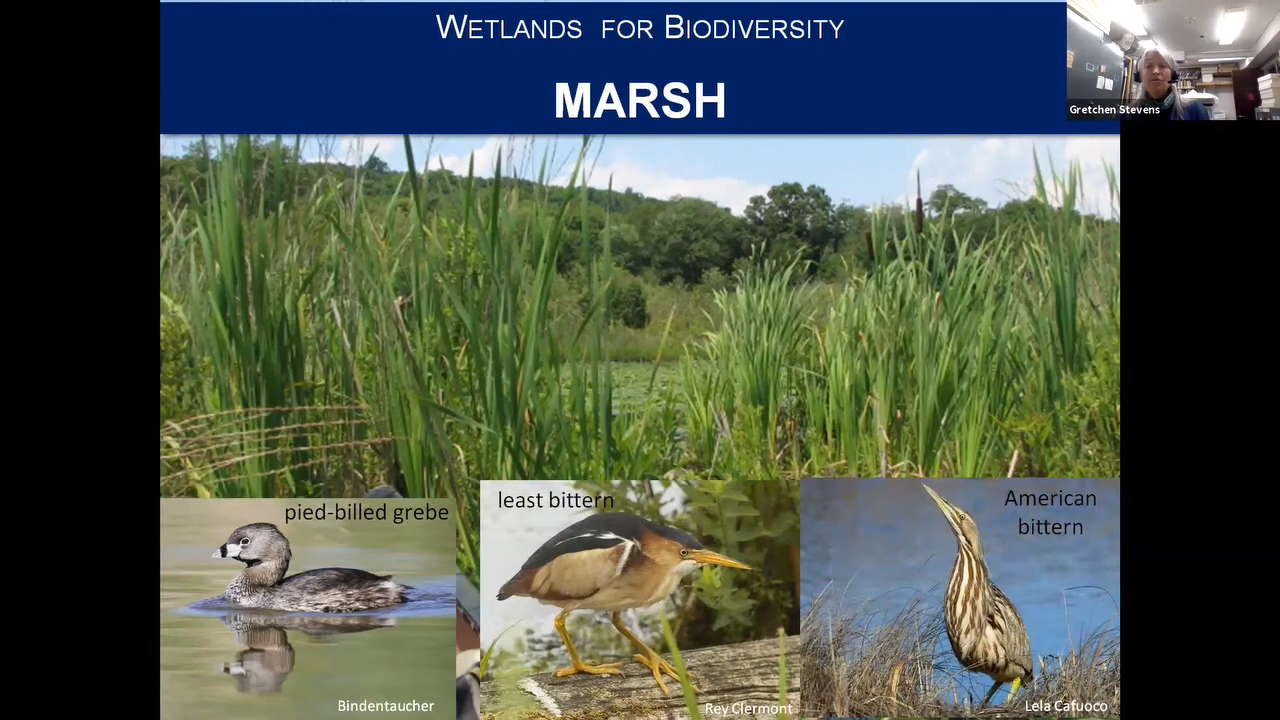 WETLANDS FOR BIODIVERSITY
MARSH
Gretchen Stevens
pied-billed grebe
least bittern
American
bittern
Bindentaucher
Rey Clermont
Lela Cafuoco